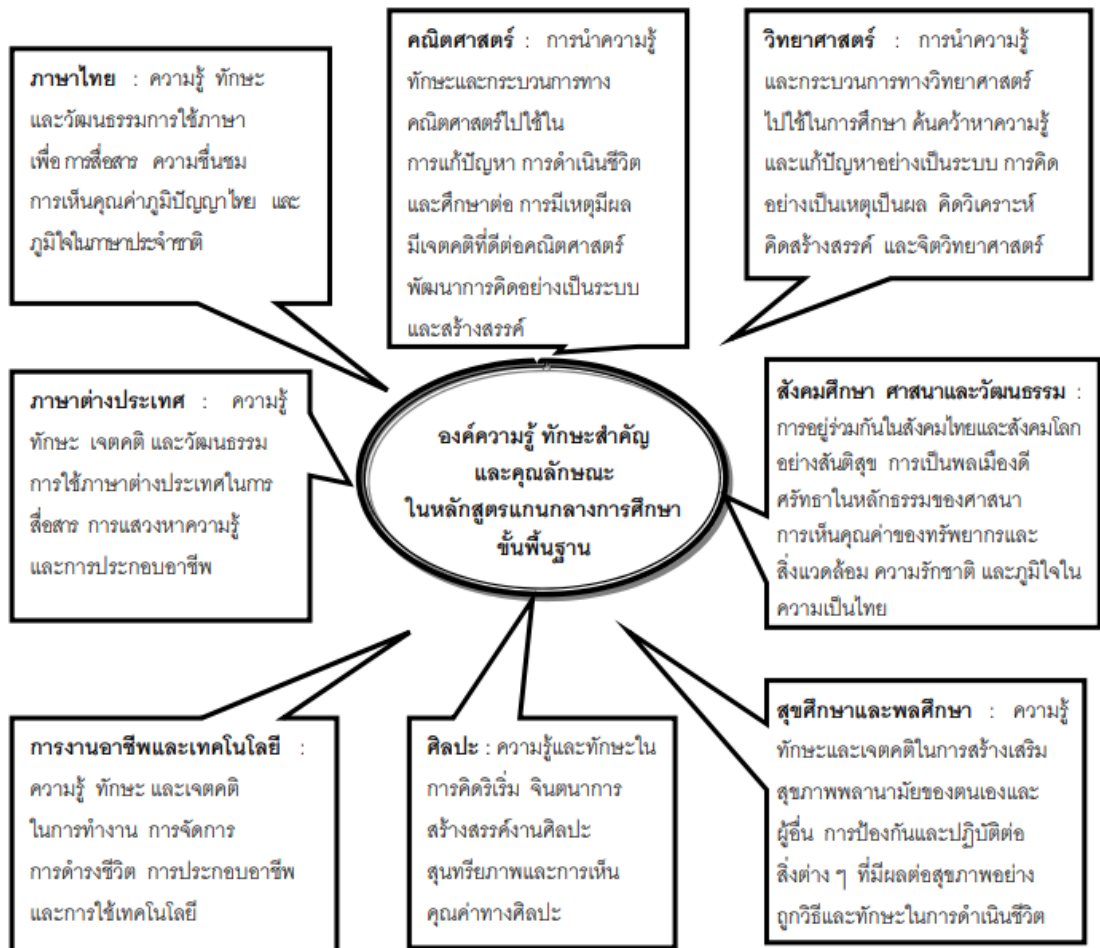 ภาษาไทย : ความรู้ ทักษะ
และวัฒนธรรมการใช้ภาษา
เพื่อ การสื่อสาร ความชื่นชม
การเห็นคุณค่าภูมิปัญญาไทย และ
ภูมิใจในภาษาประจำชาติ
คณิตศาสตร์ : การนำความรู้
ทักษะและกระบวนการทาง
คณิตศาสตร์ไปใช้ใน
การแก้ปัญหา การดำเนินชีวิต
และศึกษาต่อ การมีเหตุมีผล
มีเจตคติที่ดีต่อคณิตศาสตร์
พัฒนาการคิดอย่างเป็นระบบ
และสร้างสรรค์
วิทยาศาสตร์ : การนำความรู้
และกระบวนการทางวิทยาศาสตร์
ไปใช้ในการศึกษา ค้นคว้าหาความรู้
และแก้ปัญหาอย่างเป็นระบบ การคิด
อย่างเป็นเหตุเป็นผล คิดวิเคราะห์
คิดสร้างสรรค์ และจิตวิทยาศาสตร์
ภาษาต่างประเทศ : ความรู้
ทักษะ เจตคติ และวัฒนธรรม
การใช้ภาษาต่างประเทศในการ
สื่อสาร การแสวงหาความรู้
และการประกอบอาชีพ
องค์ความรู้ ทักษะสำคัญ
และคุณลักษณะ
ในหลักสูตรแกนกลางการศึกษา
ขั้นพื้นฐาน
สังคมศึกษา ศาสนาและวัฒนธรรม :
การอยู่ร่วมกันในสังคมไทยและสังคมโลก
อย่างสันติสุข การเป็นพลเมืองดี
ศรัทธาในหลักธรรมของศาสนา
การเห็นคุณค่าของทรัพยากรและ
สิ่งแวดล้อม ความรักชาติ และภูมิใจใน
ความเป็นไทย
การงานอาชีพและเทคโนโลยี :
ความรู้ ทักษะ และเจตคติ
ในการทำงาน การจัดการ
การดำรงชีวิต การประกอบอาชีพ
และการใช้เทคโนโลยี
ศิลปะ : ความรู้และทักษะใน
การคิดริเริ่ม จินตนาการ
สร้างสรรค์งานศิลปะ
สุนทรียภาพและการเห็น
คุณค่าทางศิลปะ
สุขศึกษาและพลศึกษา : ความรู้
ทักษะและเจตคติในการสร้างเสริม
สุขภาพพลานามัยของตนเองและ
ผู้อื่น การป้องกันและปฏิบัติต่อ
สิ่งต่าง ๆ ที่มีผลต่อสุขภาพอย่าง
ถูกวิธีและทักษะในการดำเนินชีวิต